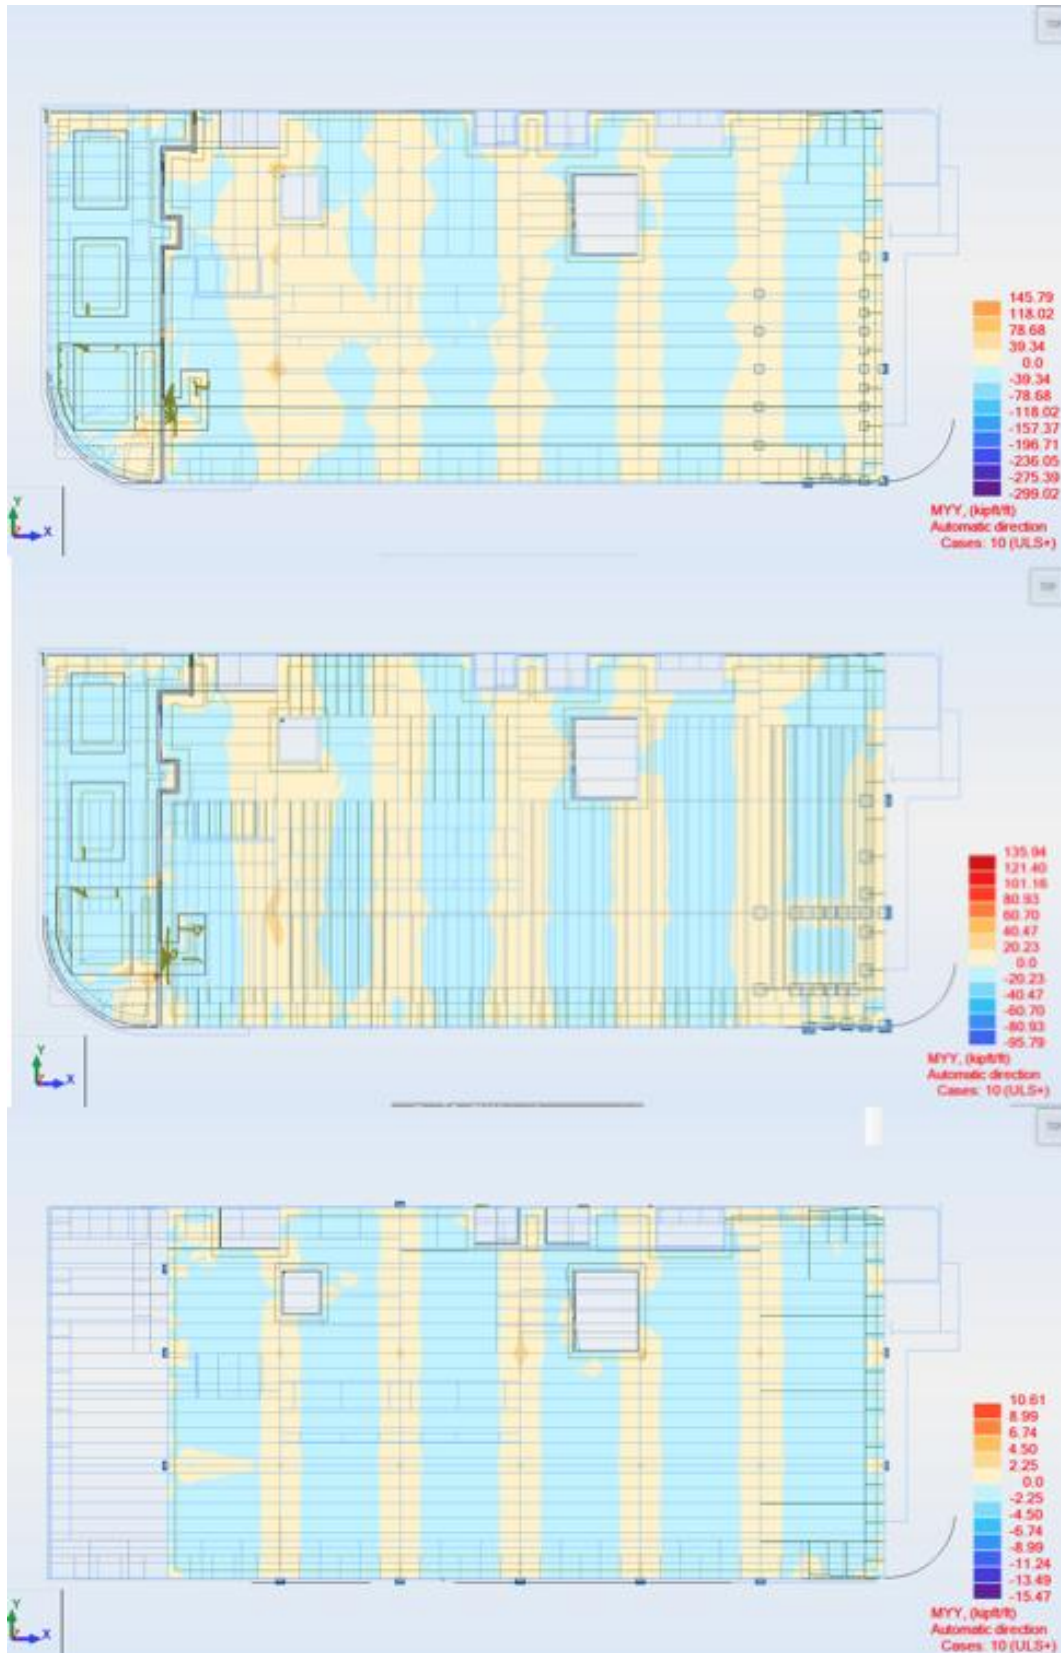 TOP
145.79
118.02
78.68
39.34
0.0
-39.34
-78.68
-118.02
-157.37
-196.71
-236.05
-275.39
-299.02
MYY, (kipft/ft)
Automatic direction
Cases: 10 (ULS+)
Y
X
TOP
135.94
121.40
101.16
80.93
60.70
40.47
20.23
0.0
-20.23
-40.47
-60.70
-80.93
-95.79
MYY, (kipft/ft)
Automatic direction
Cases: 10 (ULS+)
Y
X
TOP
10.61
8.99
6.74
4.50
2.25
0.0
-2.25
-4.50
-6.74
-8.99
-11.24
-13.49
-15.47
MYY, (kipft/ft)
Automatic direction
Cases: 10 (ULS+)
Y
X